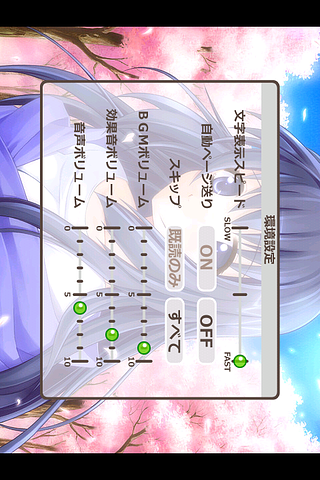 環境設定
文字表示スピード
SLOW FAST
自動ページ送り ON OFF
スキップ 既読のみ すべて
BGMボリューム
0 5 10
効果音ボリューム
0 5 10
音声ボリューム
0 5 10